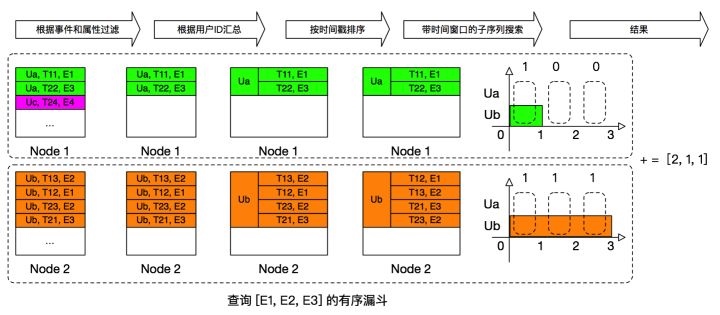 根据事件和属性过滤
根据用户ID汇总
按时间戳排序
带时间窗口的子序列搜索
结果
Ua, T11, E1
Ua, T22, E3
Uc, T24, E4
...
Node 1
Ua, T11, E1
Ua, T22, E3
Node 1
Ua
T11, E1
T22, E3
Node 1
Ua
T11, E1
T22, E3
Node 1
1 0 0
Ua
Ub
0 1 2 3
Ub, T13, E2
Ub, T12, E1
Ub, T23, E2
Ub, T21, E3
...
Node 2
Ub, T13, E2
Ub, T12, E1
Ub, T23, E2
Ub, T21, E3
Node 2
Ub
T13, E2
T12, E1
T23, E2
T21, E3
Node 2
Ub
T12, E1
T13, E2
T21, E3
T23, E2
Node 2
1 1 1
Ua
Ub
0 1 2 3
+ = [2, 1, 1]
查询 [E1, E2, E3] 的有序漏斗